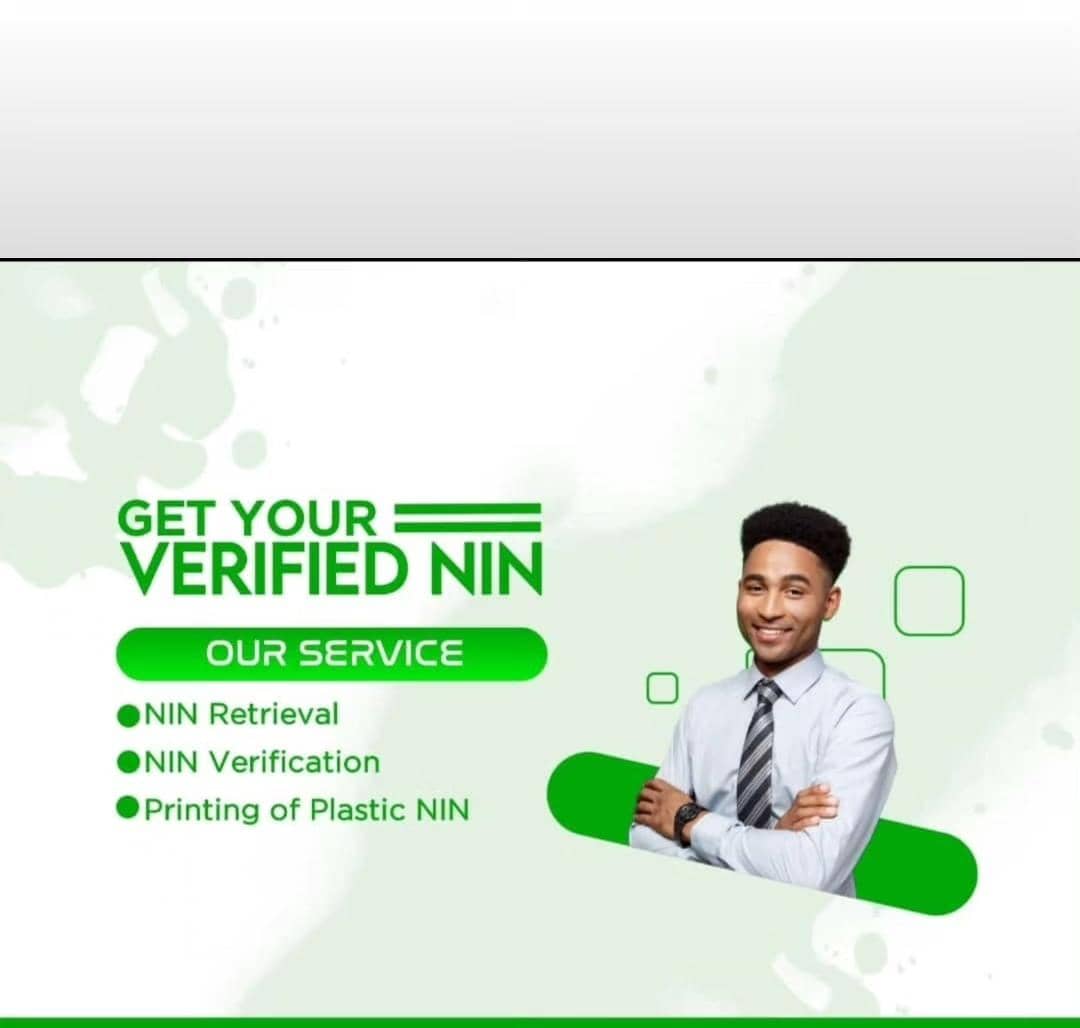 GET YOUR
VERIFIED NIN
OUR SERVICE
NIN Retrieval
NIN Verification
Printing of Plastic NIN